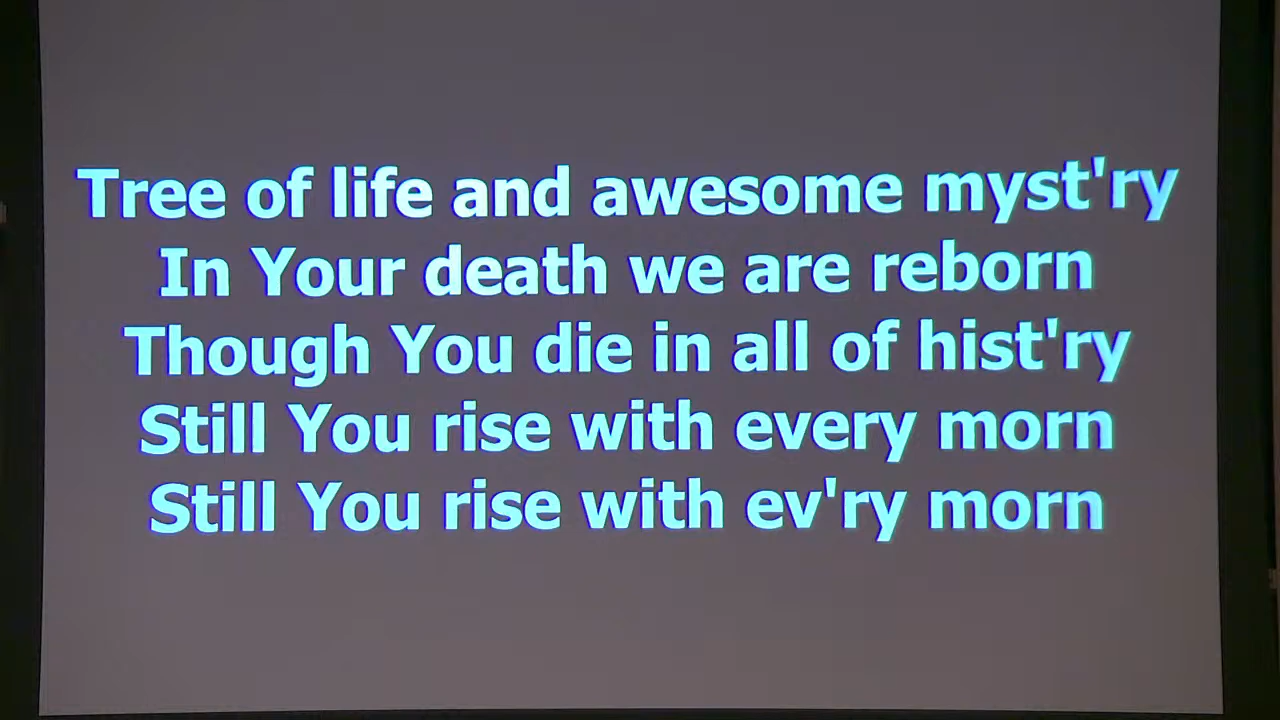 Tree of life and awesome myst'ry
In Your death we are reborn
Though You die in all of hist'ry
Still You rise with every morn
Still You rise with ev'ry morn